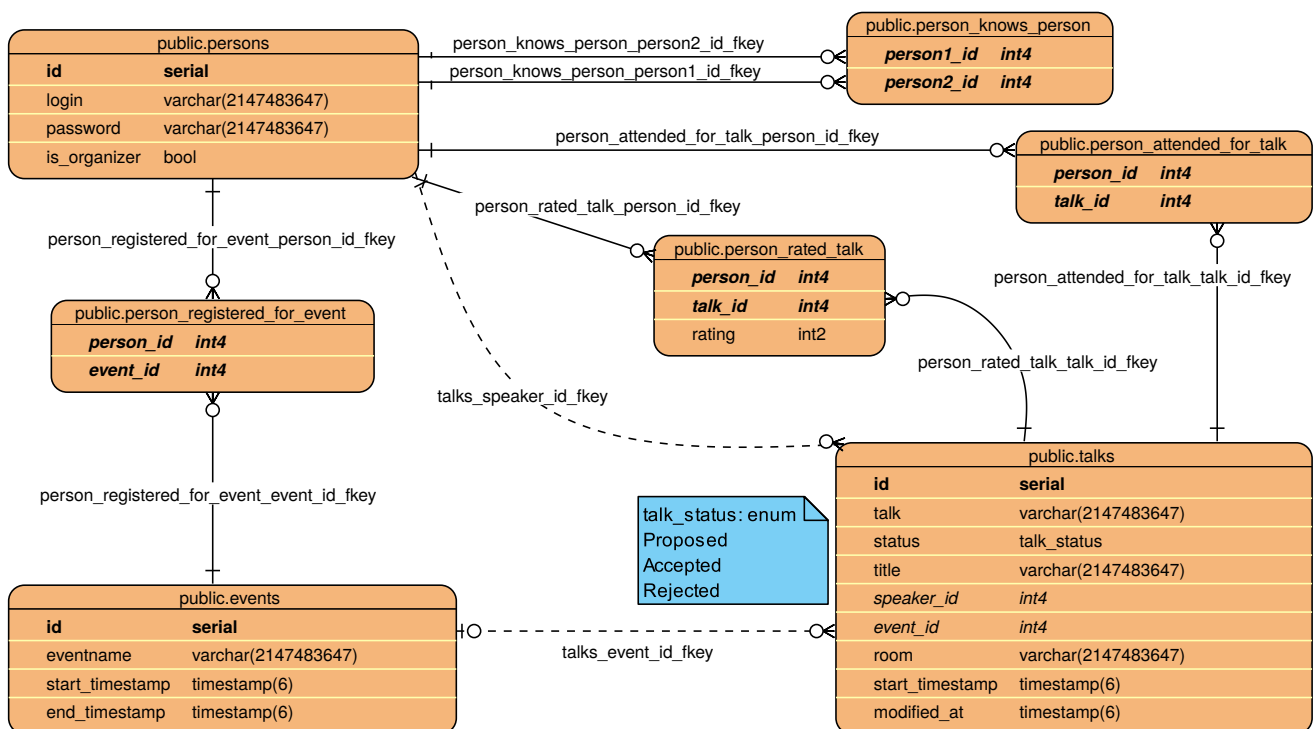 public.persons
id serial
login varchar(2147483647)
password varchar(2147483647)
is_organizer bool
person_knows_person_person2_id_fkey
person_knows_person_person1_id_fkey
public.person_knows_person
person1_id int4
person2_id int4
person_attended_for_talk_person_id_fkey
public.person_attended_for_talk
person_id int4
talk_id int4
person_rated_talk_person_id_fkey
person_registered_for_event_person_id_fkey
public.person_rated_talk
person_id int4
talk_id int4
rating int2
person_attended_for_talk_talk_id_fkey
public.person_registered_for_event
person_id int4
event_id int4
person_rated_talk_talk_id_fkey
talks_speaker_id_fkey
person_registered_for_event_event_id_fkey
talk_status: enum
Proposed
Accepted
Rejected
public.talks
id serial
talk varchar(2147483647)
status talk_status
title varchar(2147483647)
speaker_id int4
event_id int4
room varchar(2147483647)
start_timestamp timestamp(6)
modified_at timestamp(6)
public.events
id serial
eventname varchar(2147483647)
start_timestamp timestamp(6)
end_timestamp timestamp(6)
talks_event_id_fkey